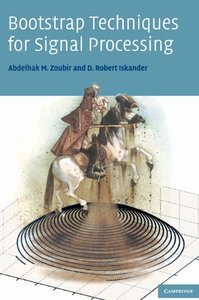 Bootstrap Techniques
for Signal Processing
Abdelhak M. Zoubir and D. Robert Iskander
CAMBRIDGE